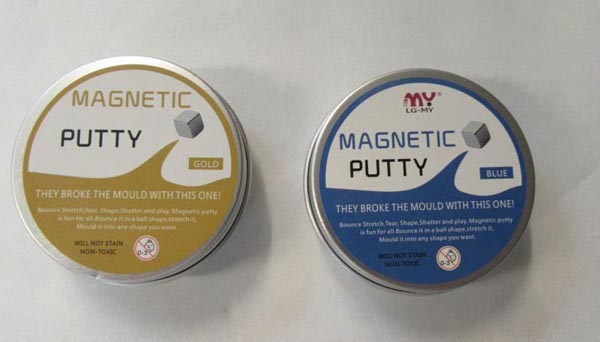 MAGNETIC
PUTTY
GOLD
THEY BROKE THE MOULD WITH THIS ONE!
Bounce Stretch,Tear, Shape,Shatter and play. Magnetic putty
is fun for all.Bounce it in a ball shape,stretch it,
Mould it into any shape you want.
WILL NOT STAIN
NON-TOXIC
0-3
MY®
LG-MY
MAGNETIC
PUTTY
BLUE
THEY BROKE THE MOULD WITH THIS ONE!
Bounce Stretch,Tear, Shape,Shatter and play. Magnetic putty
is fun for all.Bounce it in a ball shape,stretch it,
Mould it into any shape you want.
WILL NOT STAIN
NON-TOXIC
0-3